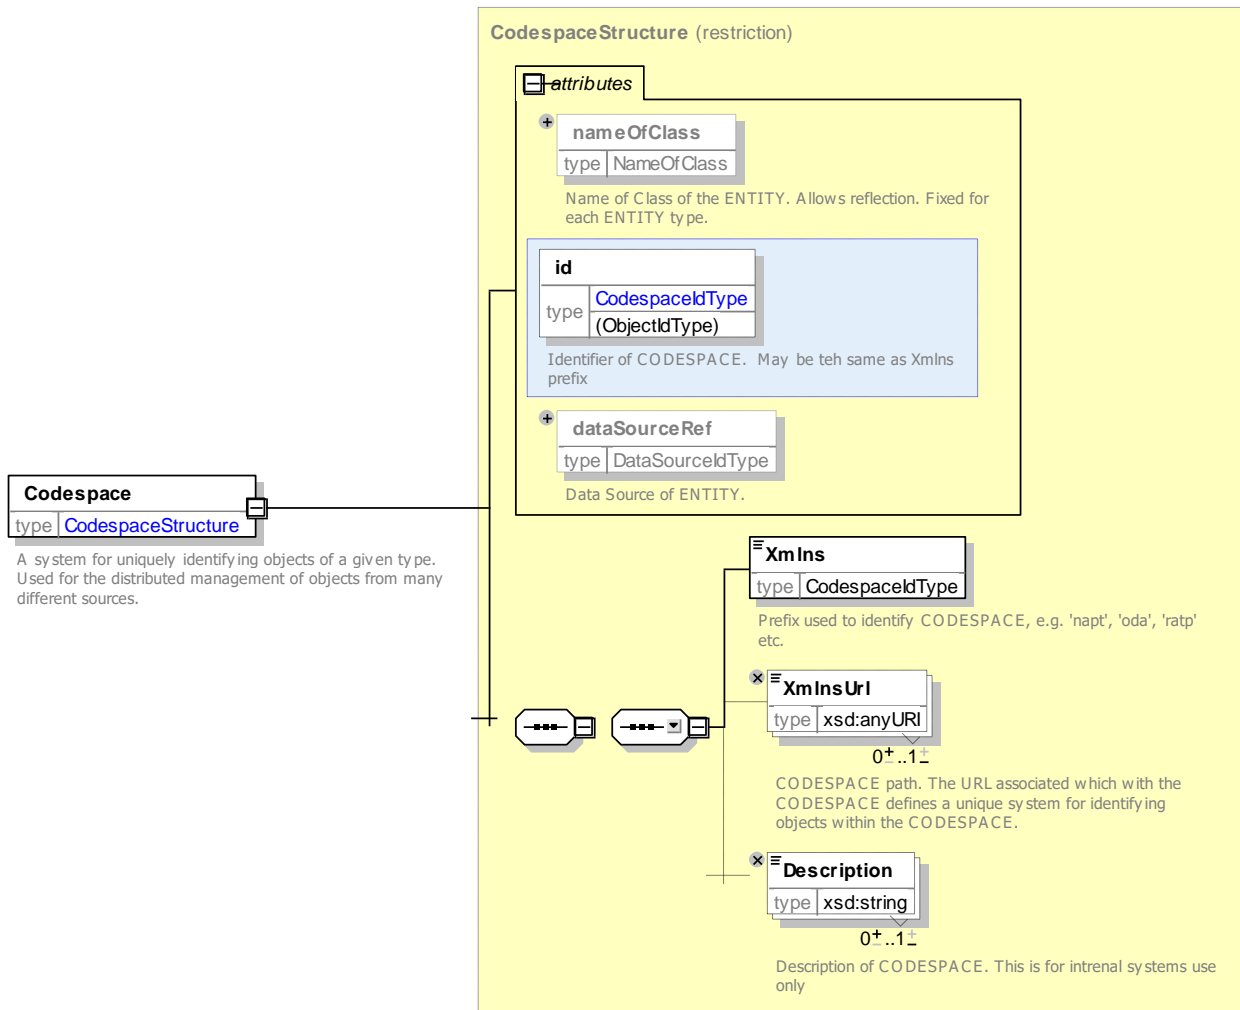 CodespaceStructure (restriction)
attributes
nameOfClass
type NameOfClass
Name of Class of the ENTITY. Allows reflection. Fixed for
each ENTITY type.
id
type CodespaceIdType
(ObjectIdType)
Identifier of CODESPACE. May be teh same as Xmlns
prefix
dataSourceRef
type DataSourceIdType
Data Source of ENTITY.
Codespace
type CodespaceStructure
A system for uniquely identifying objects of a given type.
Used for the distributed management of objects from many
different sources.
Xmlns
type CodespaceIdType
Prefix used to identify CODESPACE, e.g. 'napt', 'oda', 'ratp'
etc.
XmlnsUrl
type xsd:anyURI
0±..1±
CODESPACE path. The URL associated which with the
CODESPACE defines a unique system for identifying
objects within the CODESPACE.
Description
type xsd:string
0±..1±
Description of CODESPACE. This is for intrenal systems use
only